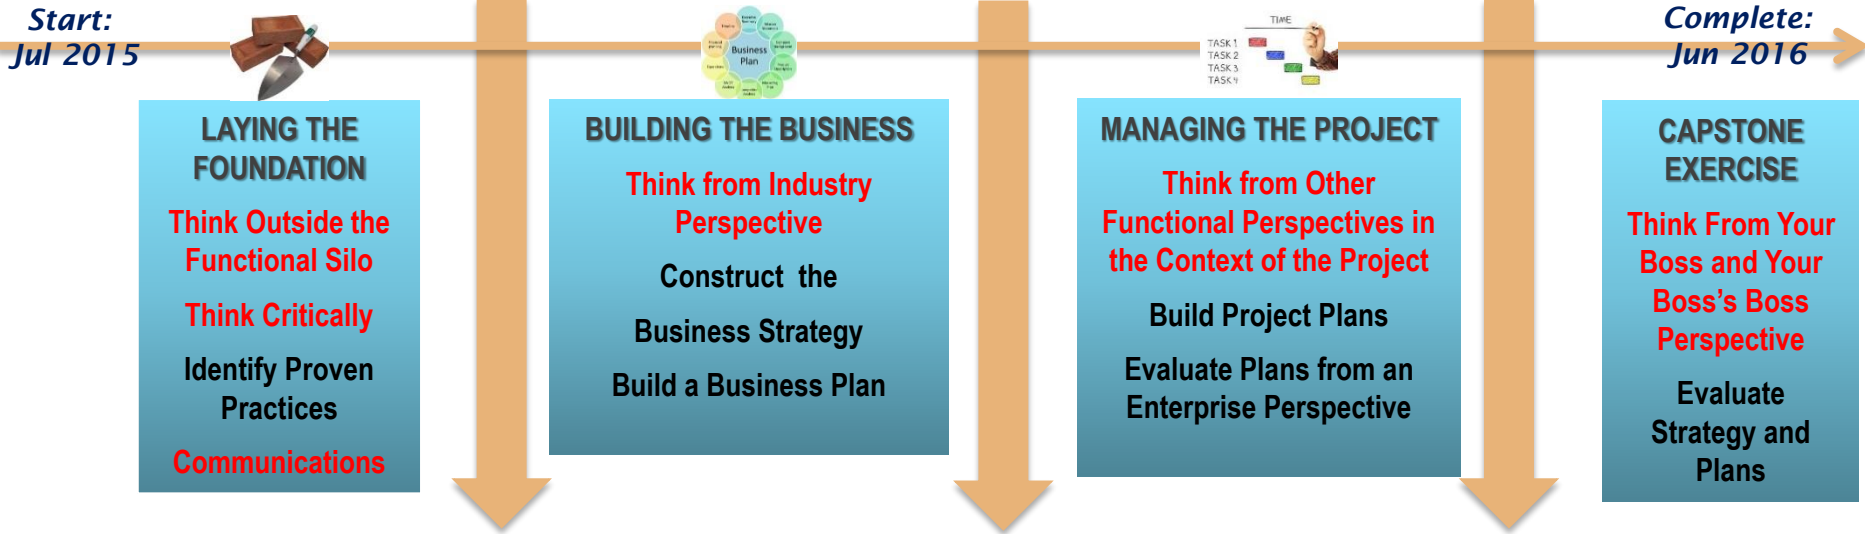 Start:
Jul 2015
Complete:
Jun 2016
Business
Plan
TIME
TASK 1
TASK 2
TASK 3
TASK 4
LAYING THE
FOUNDATION
Think Outside the
Functional Silo
Think Critically
Identify Proven
Practices
Communications
BUILDING THE BUSINESS
Think from Industry
Perspective
Construct the
Business Strategy
Build a Business Plan
MANAGING THE PROJECT
Think from Other
Functional Perspectives in
the Context of the Project
Build Project Plans
Evaluate Plans from an
Enterprise Perspective
CAPSTONE
EXERCISE
Think From Your
Boss and Your
Boss’s Boss
Perspective
Evaluate
Strategy and
Plans